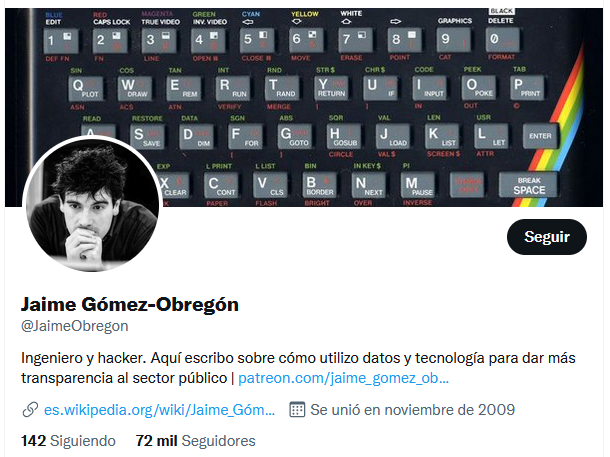 BLUE RED MAGENTA GREEN CYAN YELLOW WHITE BLACK
EDIT CAPS LOCK TRUE VIDEO INV. VIDEO GRAPHICS DELETE
1 2 3 4 5 6 7 8 9 0
DEF FN FN LINE OPEN # CLOSE # MOVE ERASE POINT CAT FORMAT
SIN COS TAN INT RND STR $ CHR $ CODE PEEK TAB
Q PLOT W DRAW E REM R RUN T RAND Y RETURN U IF I INPUT O POKE P PRINT
ASN ACS ATN VERIFY MERGE [ ] IN OUT ©
READ RESTORE DATA SGN ABS SQR VAL LEN USR
A S SAVE D DIM F FOR G GOTO H GOSUB J LOAD K LIST L LET ENTER
CIRCLE VAL $ SCREEN $ ATTR
EXP L PRINT L LIST BIN IN KEY $ PI
X CLEAR C CONT V CLS B BORDER N NEXT M PAUSE BREAK SPACE
INK PAPER FLASH BRIGHT OVER INVERSE
Seguir
Jaime Gómez-Obregón
@JaimeObregon
Ingeniero y hacker. Aquí escribo sobre cómo utilizo datos y tecnología para dar más
transparencia al sector público | patreon.com/jaime_gomez_ob...
es.wikipedia.org/wiki/Jaime_Góm... Se unió en noviembre de 2009
142 Siguiendo 72 mil Seguidores